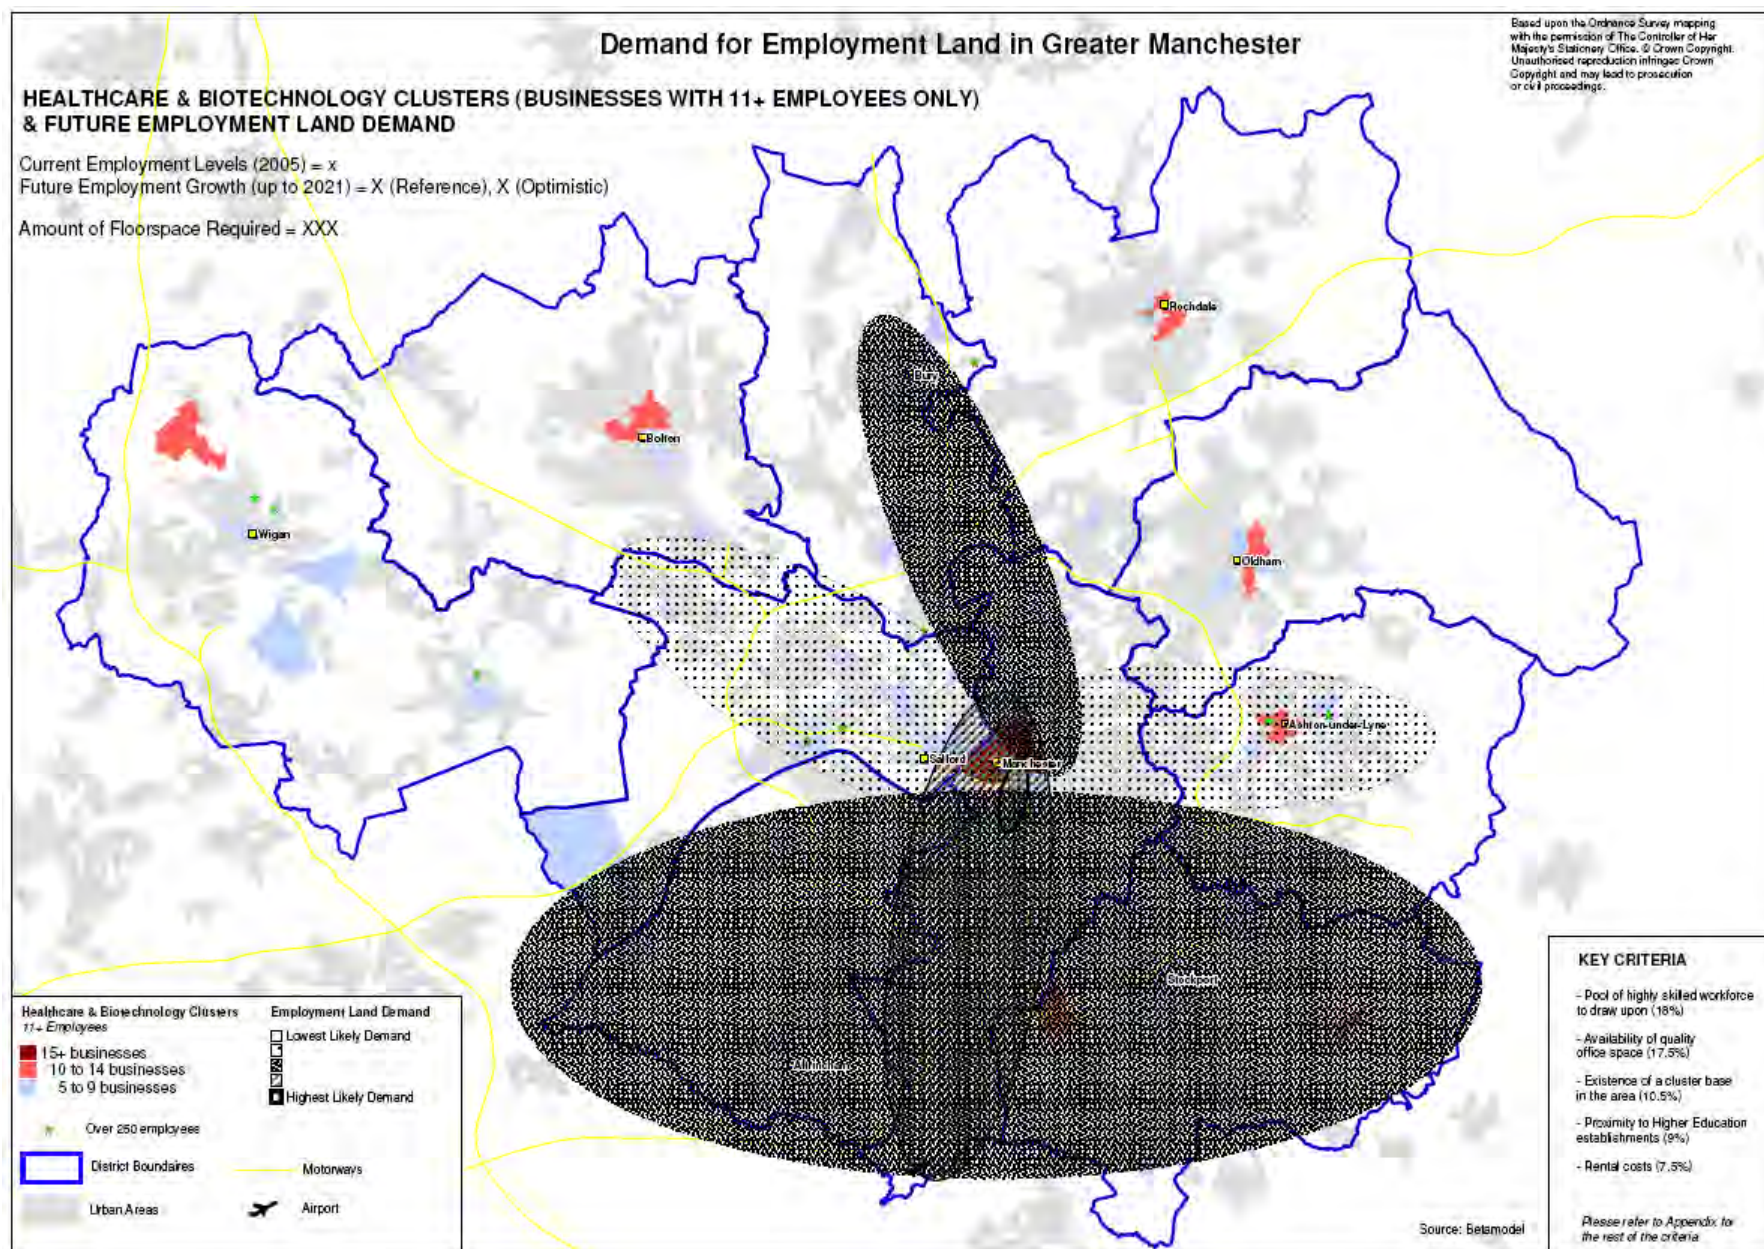 Demand for Employment Land in Greater Manchester
Based upon the Ordnance Survey mapping
with the permission of The Controller of Her
Majesty's Stationery Office. © Crown Copyright.
Unauthorised reproduction infringes Crown
Copyright and may lead to prosecution
or civil proceedings.
HEALTHCARE & BIOTECHNOLOGY CLUSTERS (BUSINESSES WITH 11+ EMPLOYEES ONLY)
& FUTURE EMPLOYMENT LAND DEMAND
Current Employment Levels (2005) = x
Future Employment Growth (up to 2021) = X (Reference), X (Optimistic)
Amount of Floorspace Required = XXX
Rochdale
Bury
Bolton
Wigan
Oldham
Ashton-under-Lyne
Salford
Manchester
Stockport
Altrincham
Healthcare & Biotechnology Clusters
11+ Employees
15+ businesses
10 to 14 businesses
5 to 9 businesses
Over 250 employees
District Boundaires
Urban Areas
Employment Land Demand
Lowest Likely Demand
Highest Likely Demand
Motorways
Airport
KEY CRITERIA
- Pool of highly skilled workforce
to draw upon (18%)
- Availability of quality
office space (17.5%)
- Existence of a cluster base
in the area (10.5%)
- Proximity to Higher Education
establishments (9%)
- Rental costs (7.5%)
Please refer to Appendix for
the rest of the criteria
Source: Betamodel